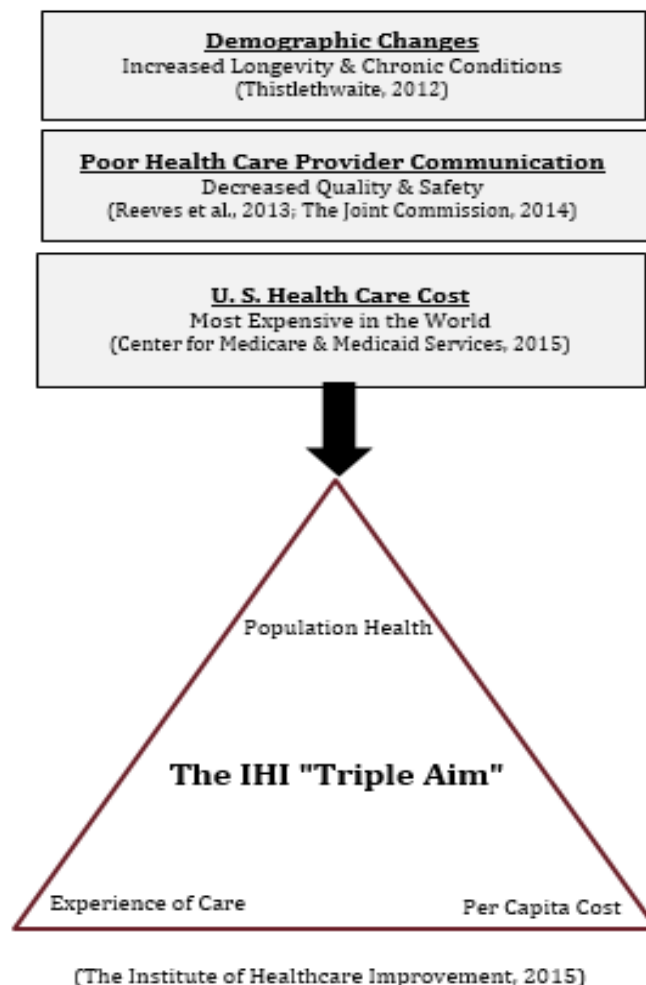 Demographic Changes
Increased Longevity & Chronic Conditions
(Thistlethwaite, 2012)
Poor Health Care Provider Communication
Decreased Quality & Safety
(Reeves et al., 2013; The Joint Commission, 2014)
U. S. Health Care Cost
Most Expensive in the World
(Center for Medicare & Medicaid Services, 2015)
Population Health
The IHI "Triple Aim"
Experience of Care
Per Capita Cost
(The Institute of Healthcare Improvement, 2015)